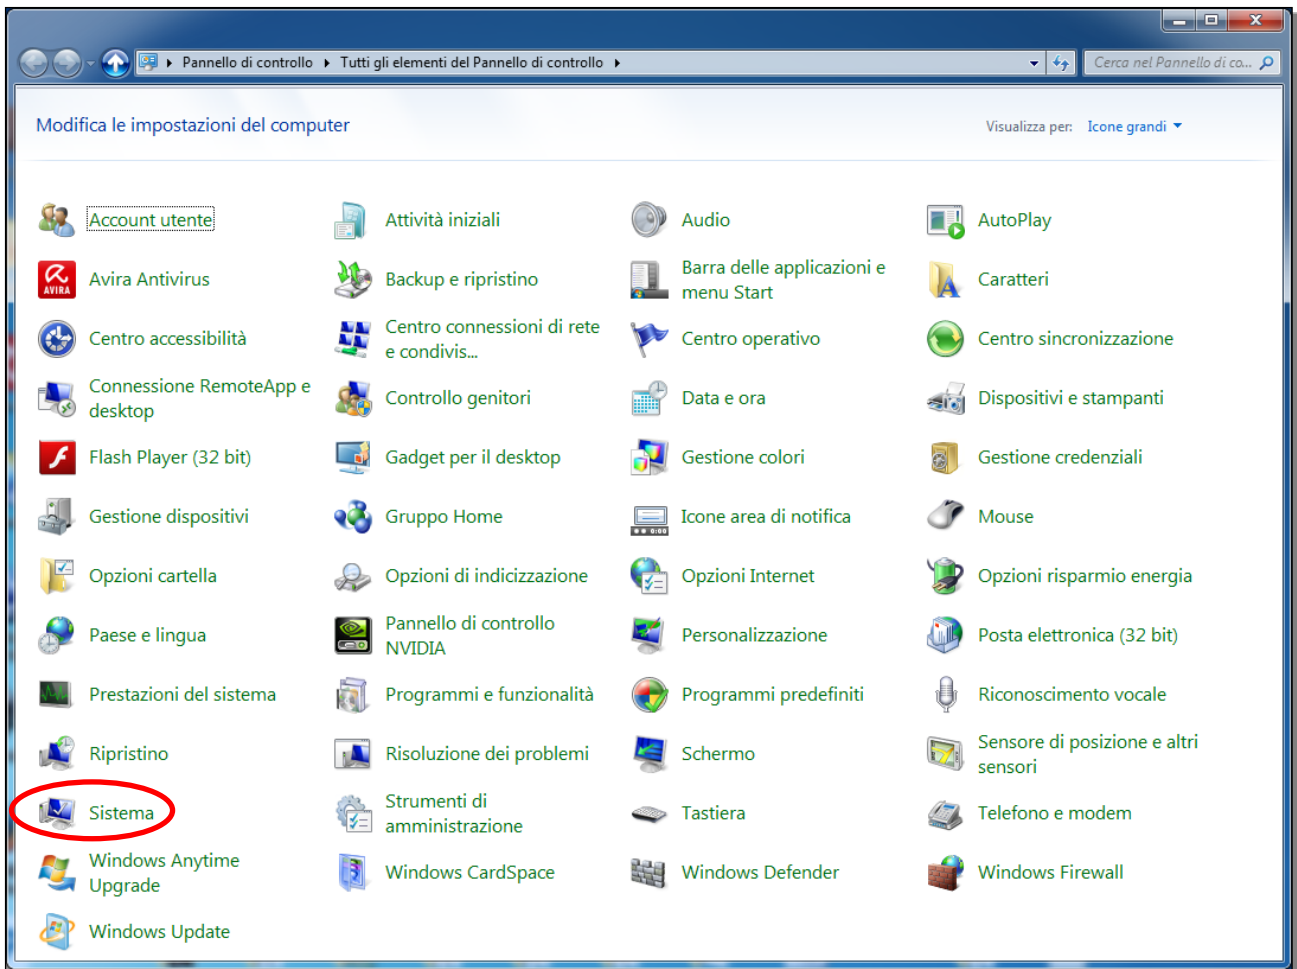 Pannello di controllo Tutti gli elementi del Pannello di controllo
Cerca nel Pannello di co...
Modifica le impostazioni del computer
Visualizza per: Icone grandi
Account utente
Attività iniziali
Audio
AutoPlay
AVIRA
Avira Antivirus
Backup e ripristino
Barra delle applicazioni e
menu Start
Caratteri
Centro accessibilità
Centro connessioni di rete
e condivis...
Centro operativo
Centro sincronizzazione
Connessione RemoteApp e
desktop
Controllo genitori
Data e ora
Dispositivi e stampanti
Flash Player (32 bit)
Gadget per il desktop
Gestione colori
Gestione credenziali
Gestione dispositivi
Gruppo Home
Icone area di notifica
Mouse
Opzioni cartella
Opzioni di indicizzazione
Opzioni Internet
Opzioni risparmio energia
Paese e lingua
Pannello di controllo
NVIDIA
Personalizzazione
Posta elettronica (32 bit)
Prestazioni del sistema
Programmi e funzionalità
Programmi predefiniti
Riconoscimento vocale
Ripristino
Risoluzione dei problemi
Schermo
Sensore di posizione e altri
sensori
Sistema
Strumenti di
amministrazione
Tastiera
Telefono e modem
Windows Anytime
Upgrade
Windows CardSpace
Windows Defender
Windows Firewall
Windows Update